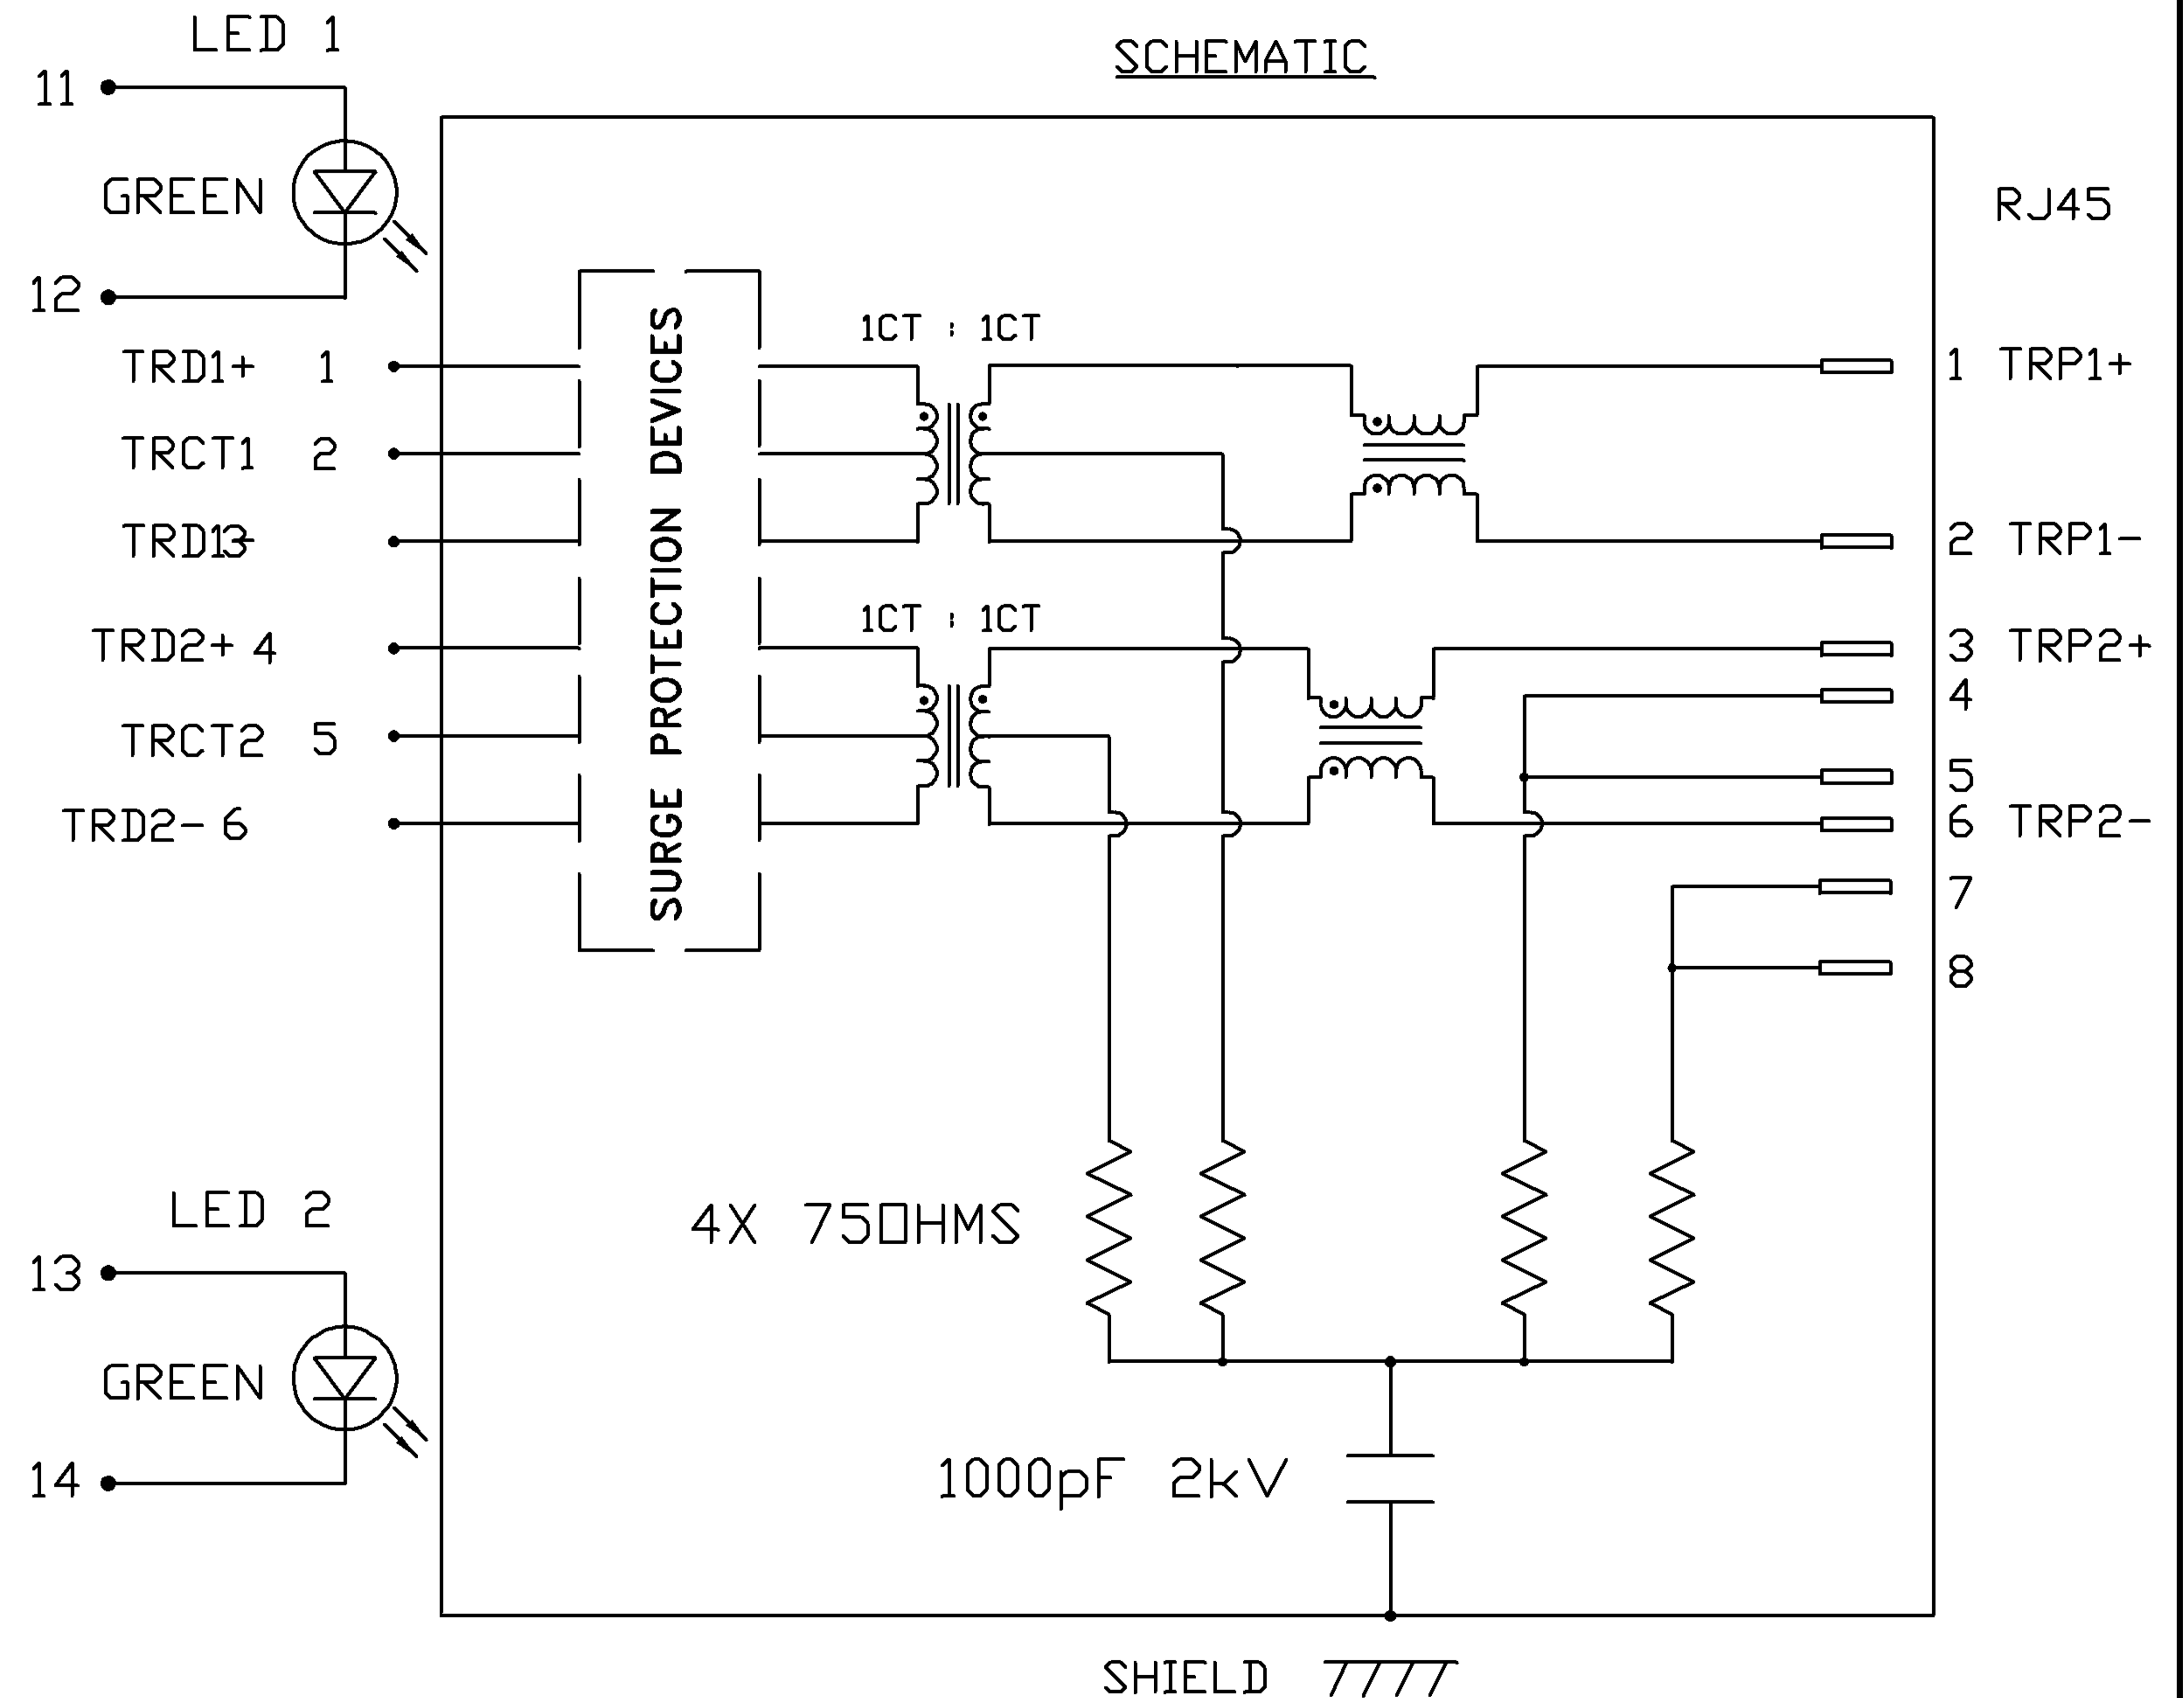 LED 1
SCHEMATIC
11
GREEN
RJ45
12
1CT : 1CT
TRD1+ 1
1 TRP1+
TRCT1 2
TRD1- 3
2 TRP1-
1CT : 1CT
TRD2+ 4
3 TRP2+
4
TRCT2 5
5
TRD2- 6
6 TRP2-
SURGE PROTECTION DEVICES
7
8
LED 2
4X 75OHMS
13
GREEN
14
1000pF 2kV
SHIELD